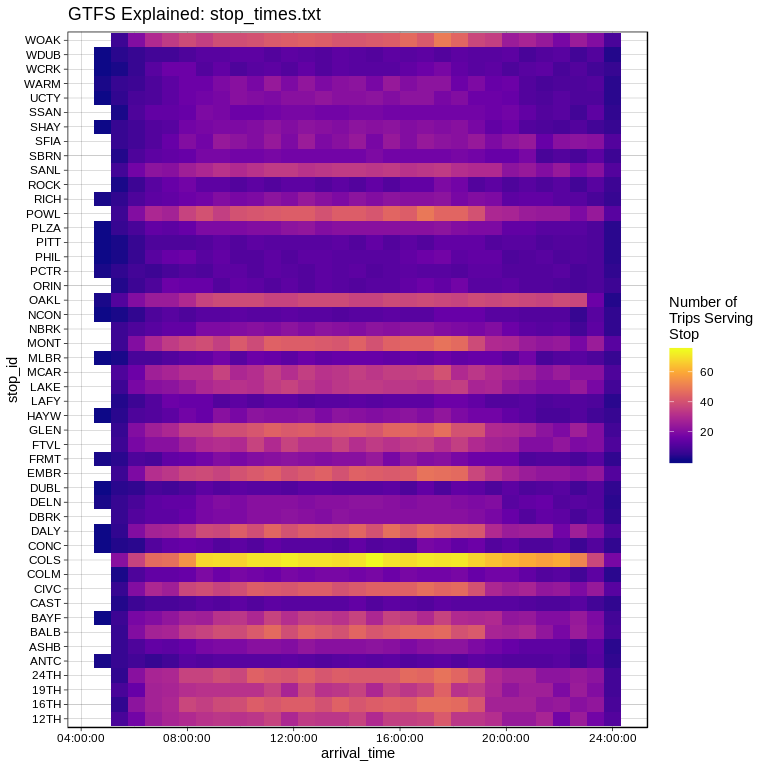 GTFS Explained: stop_times.txt
WOAK
WDUB
WCRK
WARM
UCTY
SSAN
SHAY
SFIA
SBRN
SANL
ROCK
RICH
POWL
PLZA
PITT
PHIL
PCTR
ORIN
OAKL
NCON
NBRK
MONT
MLBR
MCAR
LAKE
LAFY
HAYW
GLEN
FTVL
FRMT
EMBR
DUBL
DELN
DBRK
DALY
CONC
COLS
COLM
CIVC
CAST
BAYF
BALB
ASHB
ANTC
24TH
19TH
16TH
12TH
stop_id
04:00:00
08:00:00
12:00:00
16:00:00
20:00:00
24:00:00
arrival_time
Number of
Trips Serving
Stop
60
40
20